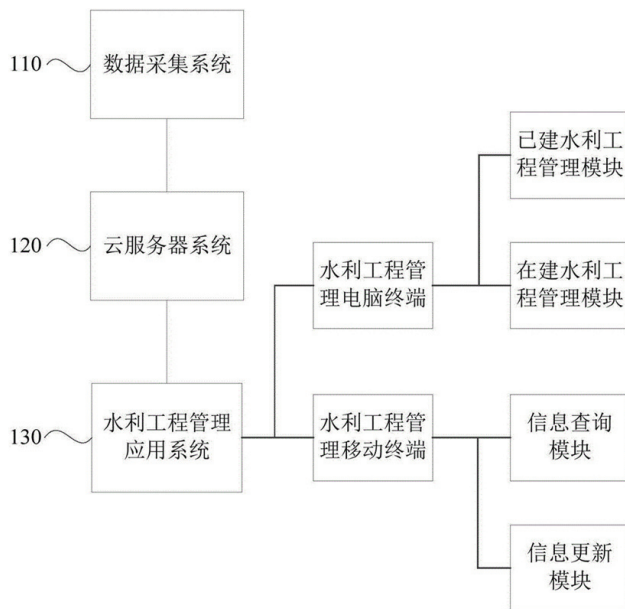 110
数据采集系统
已建水利工
程管理模块
120
云服务器系统
水利工程管
理电脑终端
在建水利工
程管理模块
130
水利工程管理
应用系统
水利工程管
理移动终端
信息查询
模块
信息更新
模块